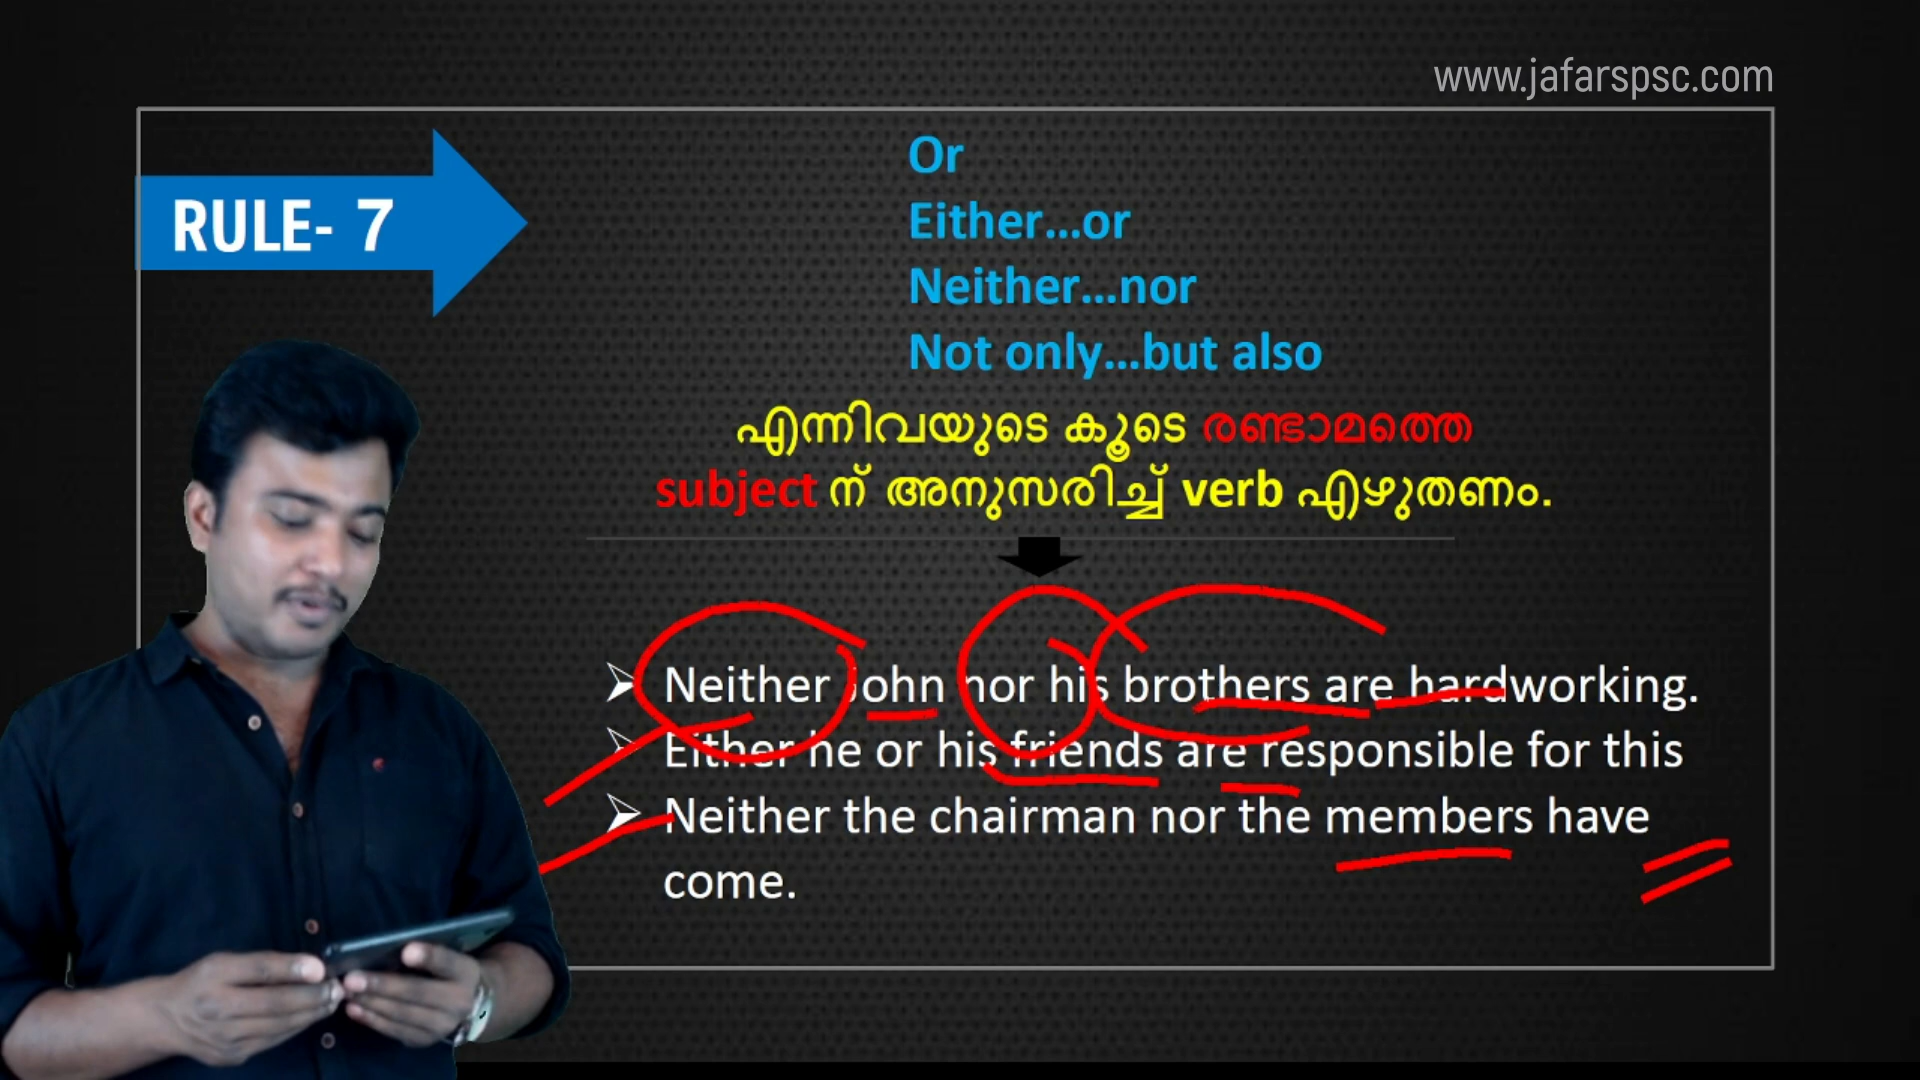 www.jafarspsc.com
RULE- 7
Or
Either...or
Neither...nor
Not only...but also
എന്നിവയുടെ കൂടെ രണ്ടാമത്തെ
subject ന് അനുസരിച്ച് verb എഴുതണം.
Neither John nor his brothers are hardworking.
Either he or his friends are responsible for this
Neither the chairman nor the members have
come.